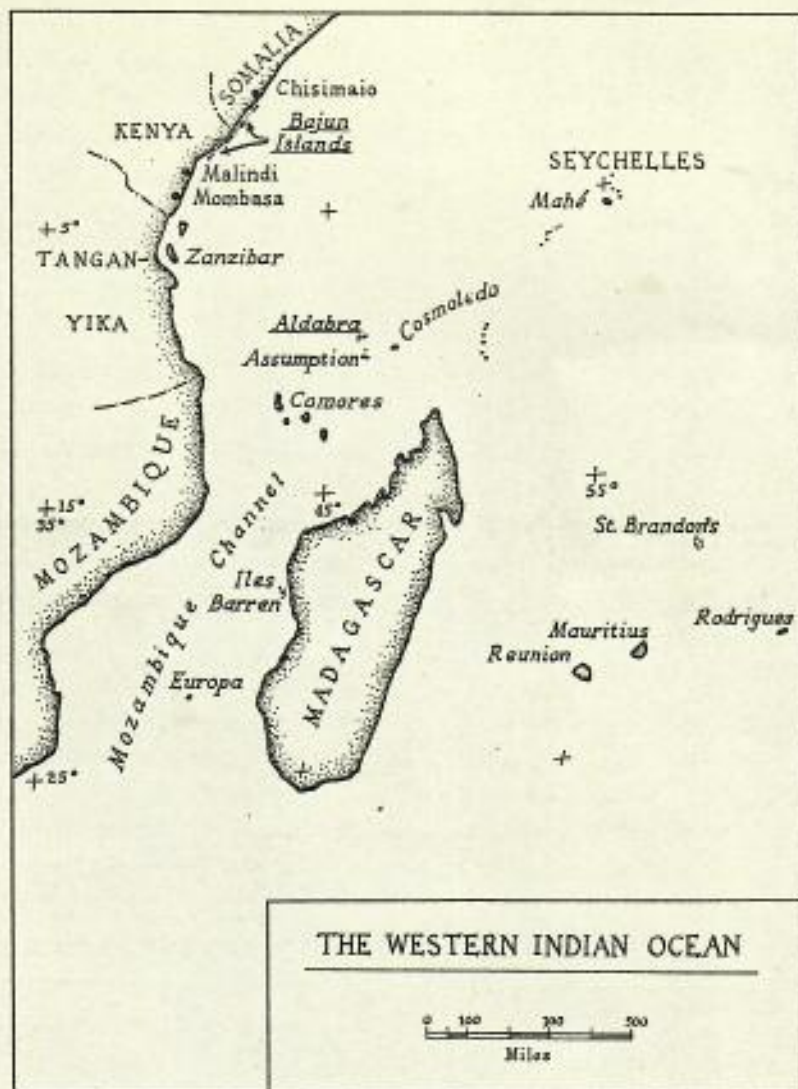 SOMALIA
Chisimaio
KENYA
Bajun
Islands
Malindi
Mombasa
SEYCHELLES
Mahé
+5°
TANGAN-
Zanzibar
YIKA
Aldabra
Cosmoledo
Assumption
Comores
MOZAMBIQUE
+15°
35°
45°
55°
Mozambique Channel
St. Brandon's
Iles
Barren
MADAGASCAR
Mauritius
Rodrigues
Reunion
Europa
+25°
THE WESTERN INDIAN OCEAN
0 100 300 500
Miles